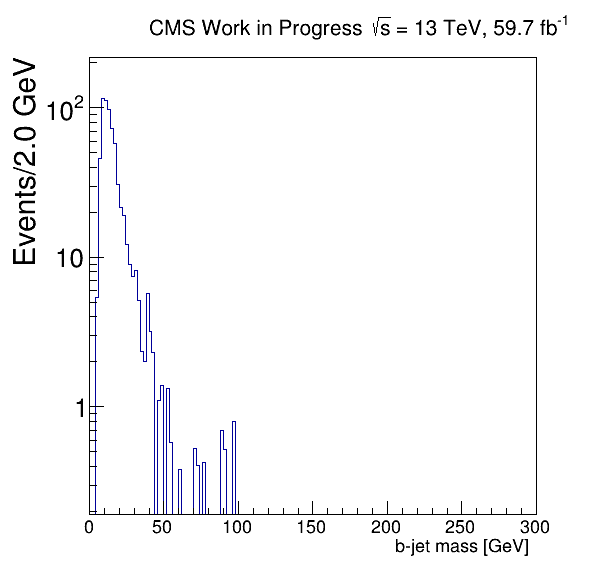 CMS Work in Progress √s = 13 TeV, 59.7 fb⁻¹
Events/2.0 GeV
10²
10
1
0 50 100 150 200 250 300
b-jet mass [GeV]